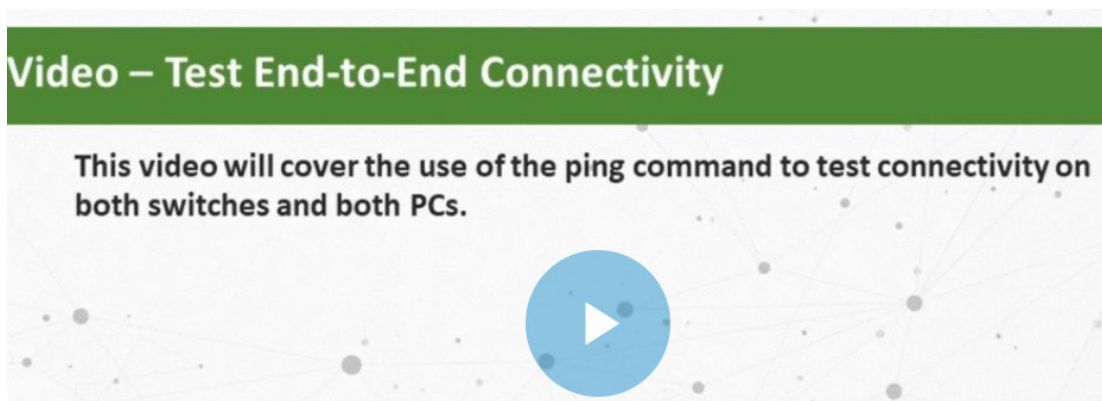 Video – Test End-to-End Connectivity
This video will cover the use of the ping command to test connectivity on
both switches and both PCs.